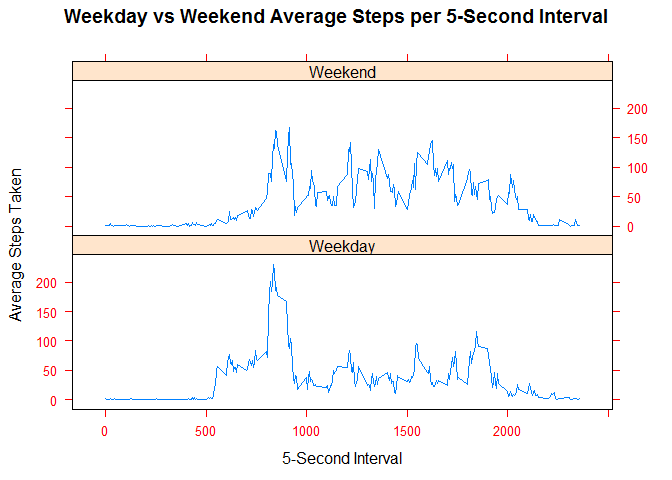 Weekday vs Weekend Average Steps per 5-Second Interval
Weekend
200
150
100
50
0
Average Steps Taken
Weekday
200
150
100
50
0
0 500 1000 1500 2000
5-Second Interval